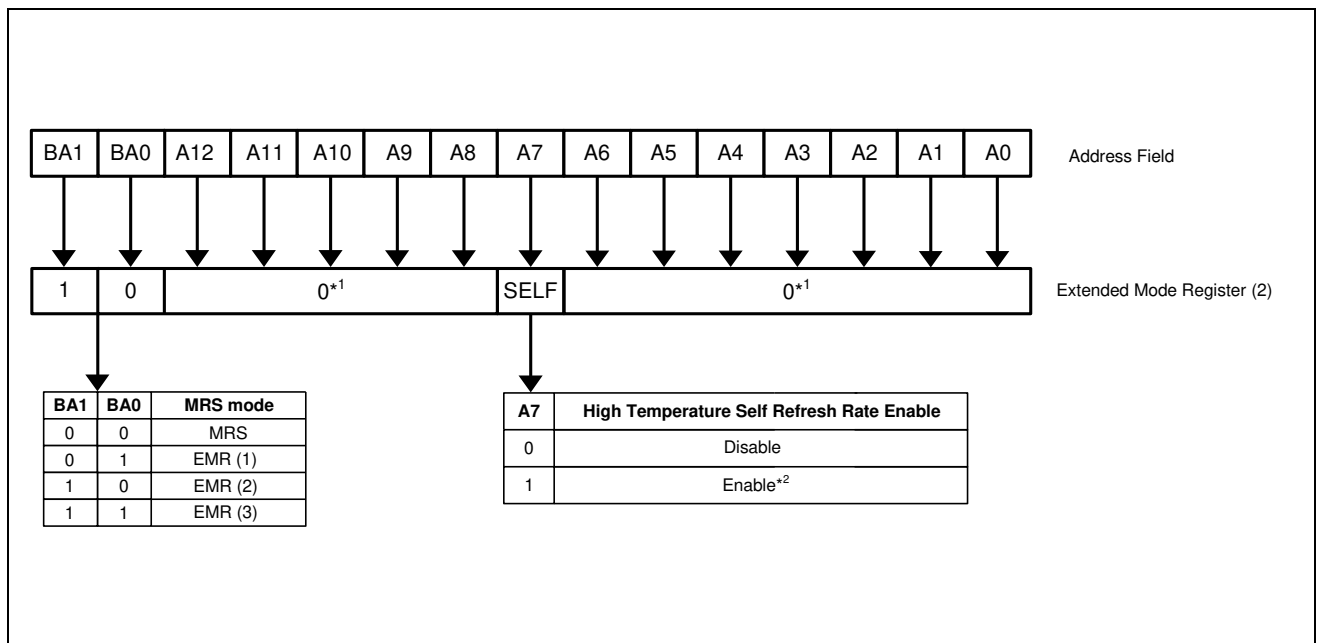 BA1 BA0 A12 A11 A10 A9 A8 A7 A6 A5 A4 A3 A2 A1 A0 Address Field
1 0 0*1 SELF 0*1 Extended Mode Register (2)
BA1 BA0 MRS mode
0 0 MRS
0 1 EMR (1)
1 0 EMR (2)
1 1 EMR (3)
A7 High Temperature Self Refresh Rate Enable
0 Disable
1 Enable*2